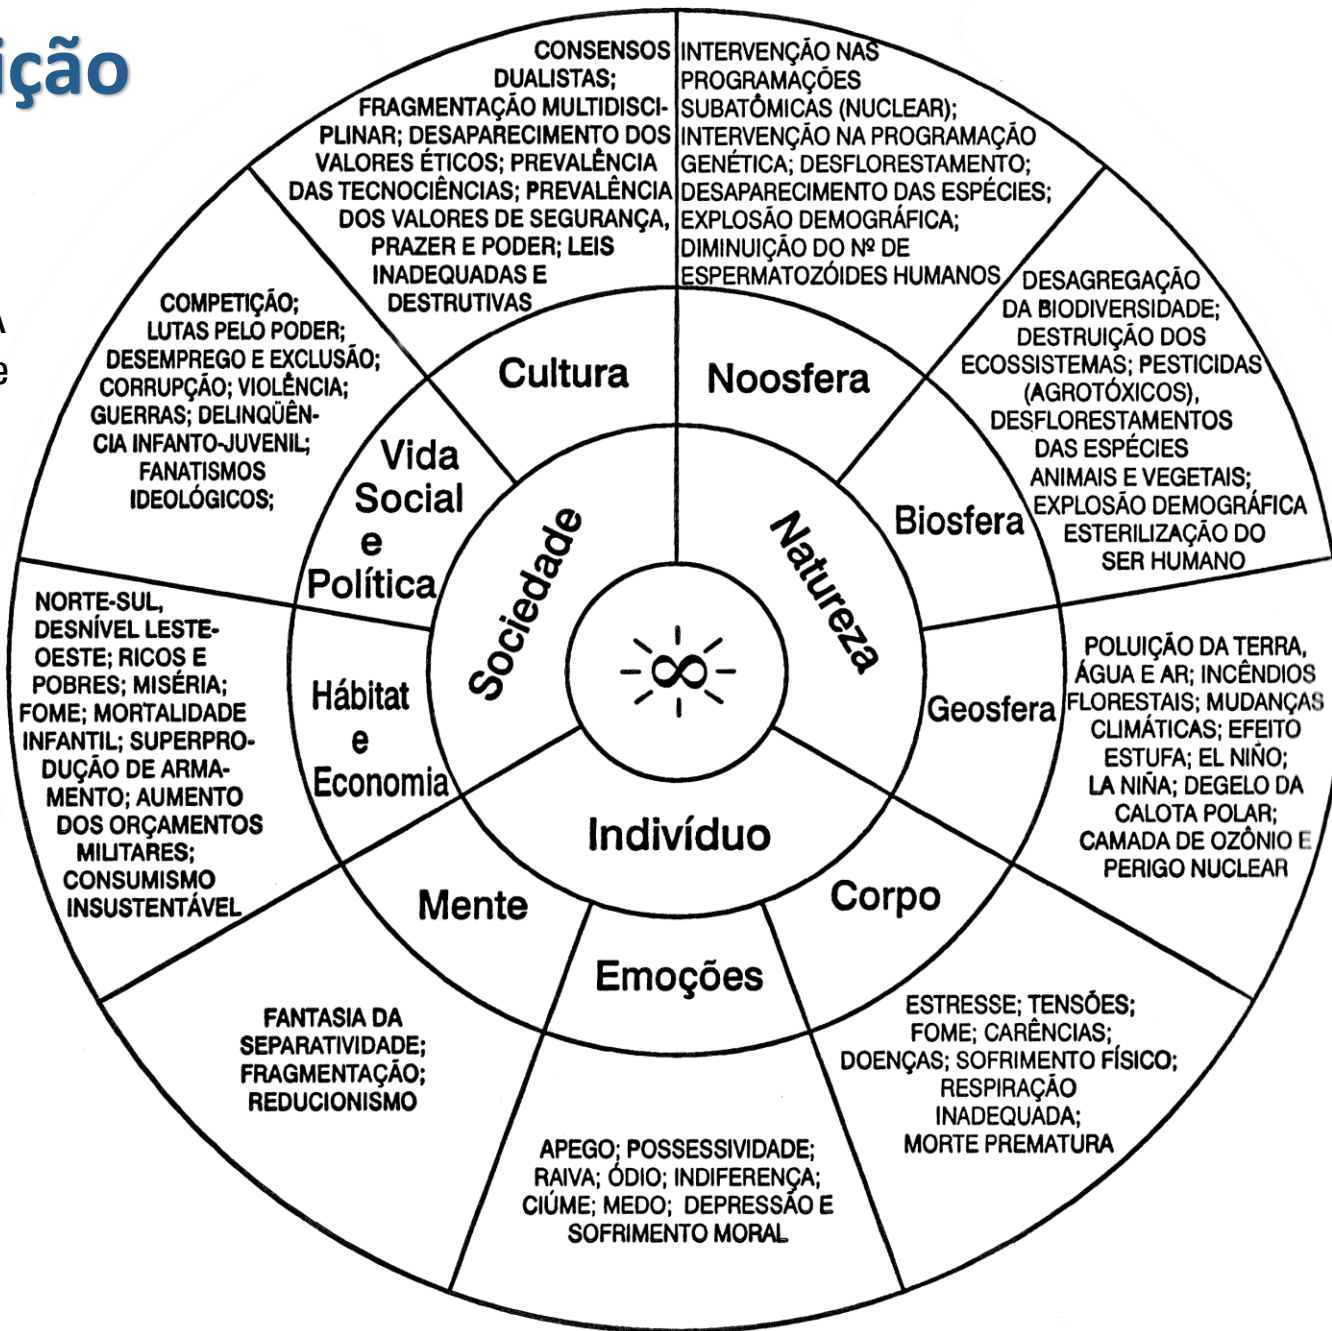 ição
A
e
CONSENSOS
DUALISTAS;
FRAGMENTAÇÃO MULTIDISCI-
PLINAR; DESAPARECIMENTO DOS
VALORES ÉTICOS; PREVALÊNCIA
DAS TECNOCIÊNCIAS; PREVALÊNCIA
DOS VALORES DE SEGURANÇA,
PRAZER E PODER; LEIS
INADEQUADAS E
DESTRUTIVAS
INTERVENÇÃO NAS
PROGRAMAÇÕES
SUBATÔMICAS (NUCLEAR);
INTERVENÇÃO NA PROGRAMAÇÃO
GENÉTICA; DESFLORESTAMENTO;
DESAPARECIMENTO DAS ESPÉCIES;
EXPLOSÃO DEMOGRÁFICA;
DIMINUIÇÃO DO Nº DE
ESPERMATOZÓIDES HUMANOS
COMPETIÇÃO;
LUTAS PELO PODER;
DESEMPREGO E EXCLUSÃO;
CORRUPÇÃO; VIOLÊNCIA;
GUERRAS; DELINQÜÊN-
CIA INFANTO-JUVENIL;
FANATISMOS
IDEOLÓGICOS;
DESAGREGAÇÃO
DA BIODIVERSIDADE;
DESTRUIÇÃO DOS
ECOSSISTEMAS; PESTICIDAS
(AGROTÓXICOS),
DESFLORESTAMENTOS
DAS ESPÉCIES
ANIMAIS E VEGETAIS;
EXPLOSÃO DEMOGRÁFICA
ESTERILIZAÇÃO DO
SER HUMANO
Cultura
Noosfera
Vida
Social
e
Política
Biosfera
Sociedade
Natureza
∞
NORTE-SUL,
DESNÍVEL LESTE-
OESTE; RICOS E
POBRES; MISÉRIA;
FOME; MORTALIDADE
INFANTIL; SUPERPRO-
DUÇÃO DE ARMA-
MENTO; AUMENTO
DOS ORÇAMENTOS
MILITARES;
CONSUMISMO
INSUSTENTÁVEL
Hábitat
e
Economia
Geosfera
POLUIÇÃO DA TERRA,
ÁGUA E AR; INCÊNDIOS
FLORESTAIS; MUDANÇAS
CLIMÁTICAS; EFEITO
ESTUFA; EL NIÑO;
LA NIÑA; DEGELO DA
CALOTA POLAR;
CAMADA DE OZÔNIO E
PERIGO NUCLEAR
Indivíduo
Mente
Emoções
Corpo
FANTASIA DA
SEPARATIVIDADE;
FRAGMENTAÇÃO;
REDUCIONISMO
APEGO; POSSESSIVIDADE;
RAIVA; ÓDIO; INDIFERENÇA;
CIÚME; MEDO; DEPRESSÃO E
SOFRIMENTO MORAL
ESTRESSE; TENSÕES;
FOME; CARÊNCIAS;
DOENÇAS; SOFRIMENTO FÍSICO;
RESPIRAÇÃO
INADEQUADA;
MORTE PREMATURA